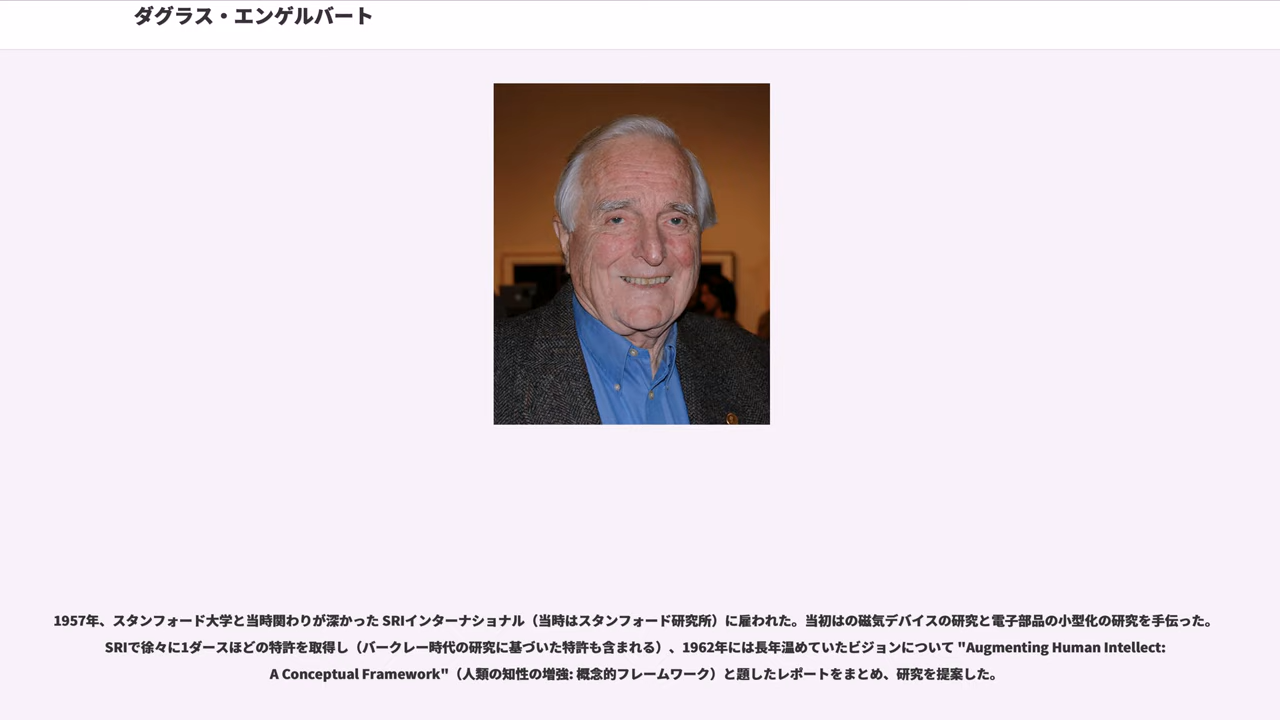 ダグラス・エンゲルバート
1957年、スタンフォード大学と当時関わりが深かった SRIインターナショナル（当時はスタンフォード研究所）に雇われた。当初はの磁気デバイスの研究と電子部品の小型化の研究を手伝った。
SRIで徐々に1ダースほどの特許を取得し（バークレー時代の研究に基づいた特許も含まれる）、1962年には長年温めていたビジョンについて "Augmenting Human Intellect:
A Conceptual Framework"（人類の知性の増強: 概念的フレームワーク）と題したレポートをまとめ、研究を提案した。